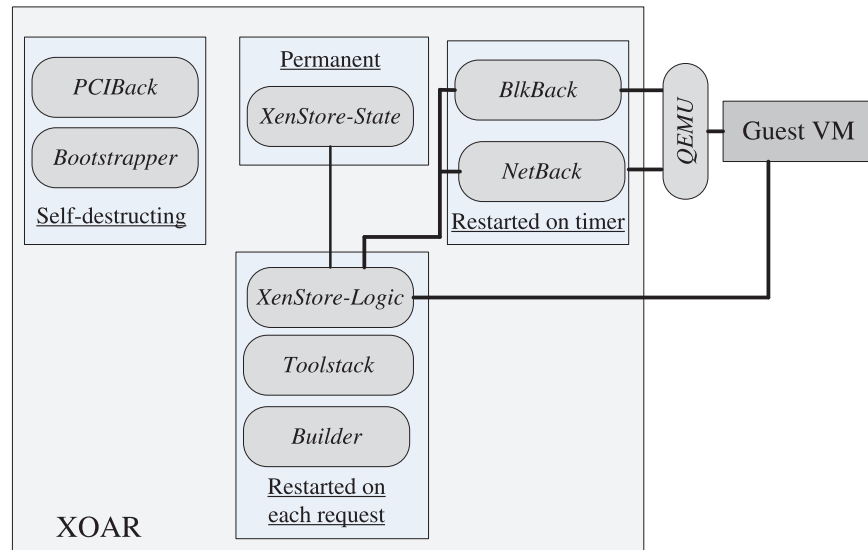 PCIBack
Bootstrapper
Self-destructing
Permanent
XenStore-State
BlkBack
NetBack
Restarted on timer
QEMU
Guest VM
XenStore-Logic
Toolstack
Builder
Restarted on
each request
XOAR